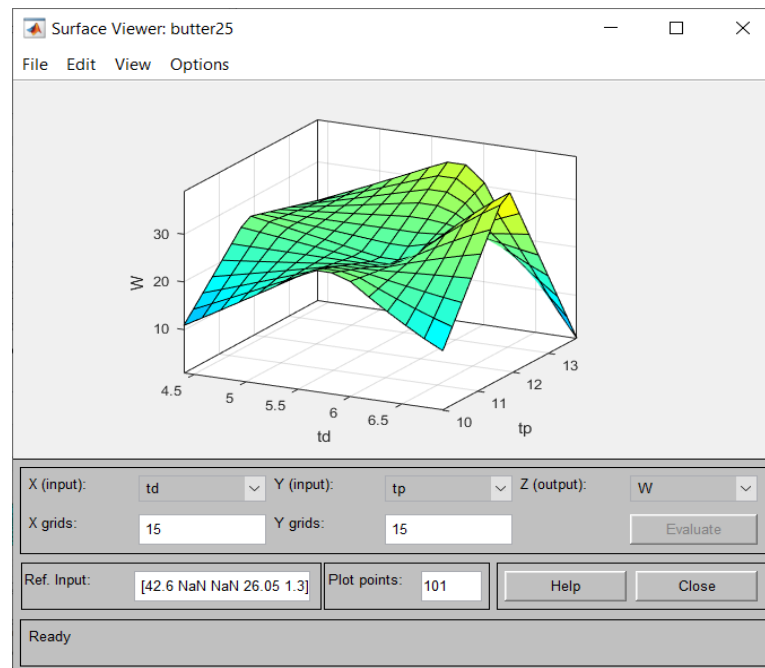 Surface Viewer: butter25
File Edit View Options
30
20
10
W
4.5
5
5.5
6
6.5
td
10
11
12
13
tp
X (input): td Y (input): tp Z (output): W
X grids: 15 Y grids: 15 Evaluate
Ref. Input: [42.6 NaN NaN 26.05 1.3] Plot points: 101 Help Close
Ready